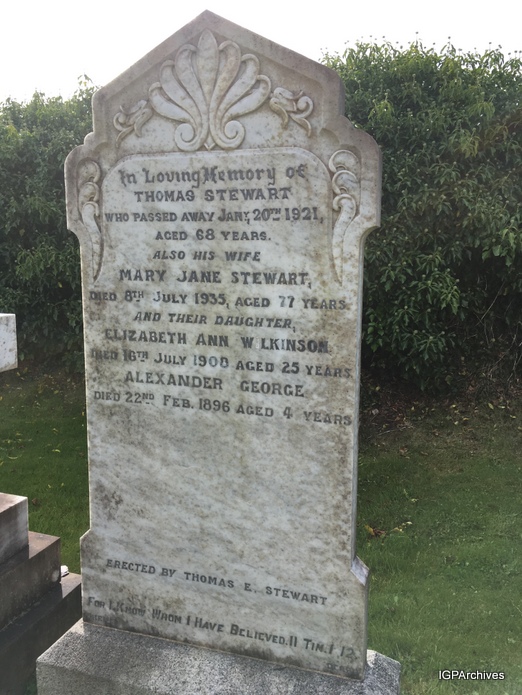 In Loving Memory of
THOMAS STEWART
WHO PASSED AWAY JANY, 20TH 1921,
AGED 68 YEARS.
ALSO HIS WIFE
MARY JANE STEWART,
DIED 8TH JULY 1935, AGED 77 YEARS.
AND THEIR DAUGHTER,
ELIZABETH ANN W LKINSON
DIED 16TH JULY 1908 AGED 25 YEARS
ALEXANDER GEORGE
DIED 22ND FEB. 1896 AGED 4 YEARS
ERECTED BY THOMAS E. STEWART
FOR I KNOW WHOM I HAVE BELIEVED. II TIM. I 12
IGPArchives